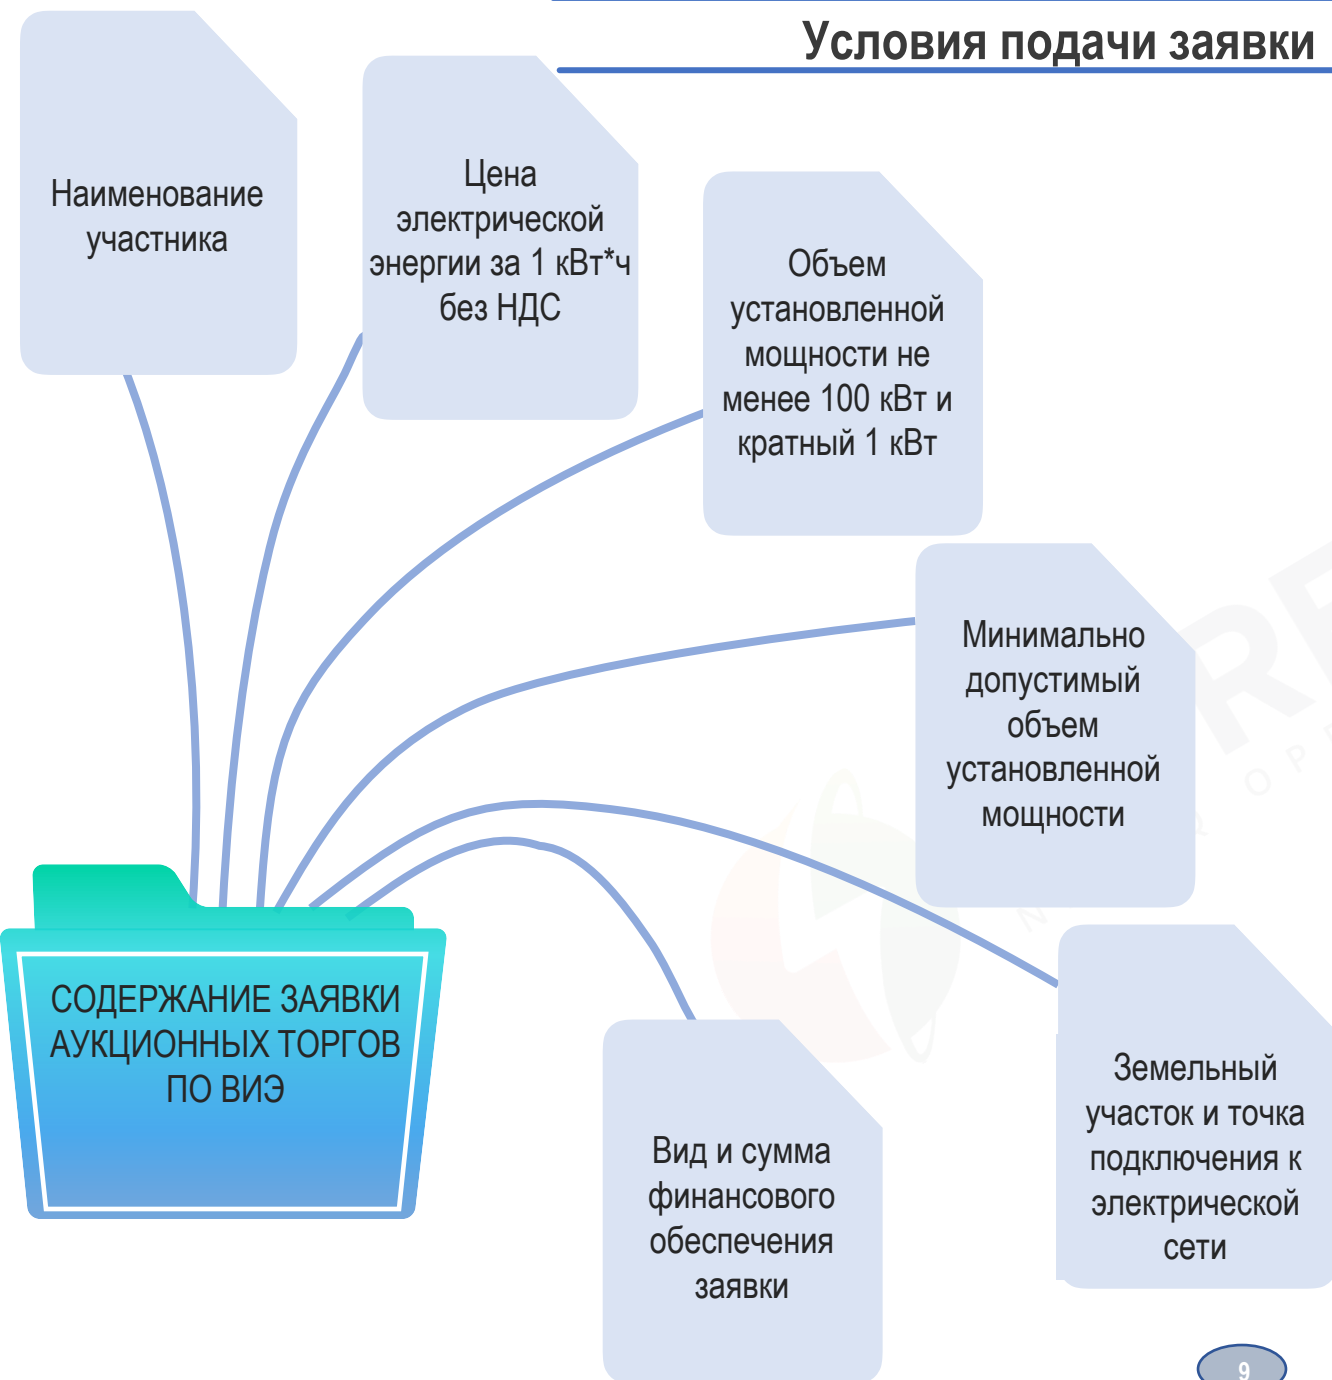 Условия подачи заявки
Наименование
участника
Цена
электрической
энергии за 1 кВт*ч
без НДС
Объем
установленной
мощности не
менее 100 кВт и
кратный 1 кВт
Минимально
допустимый
объем
установленной
мощности
Земельный
участок и точка
подключения к
электрической
сети
Вид и сумма
финансового
обеспечения
заявки
СОДЕРЖАНИЕ ЗАЯВКИ
АУКЦИОННЫХ ТОРГОВ
ПО ВИЭ
9